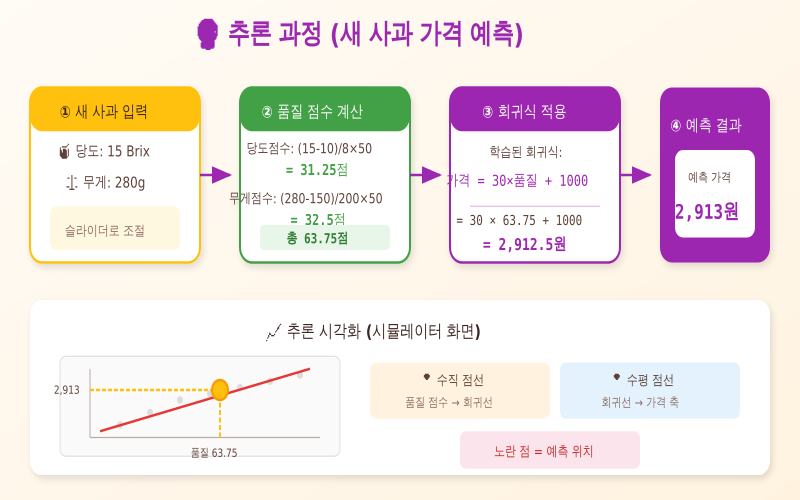 추론 과정 (새 사과 가격 예측)
① 새 사과 입력
당도: 15 Brix
무게: 280g
슬라이더로 조절
② 품질 점수 계산
당도점수: (15-10)/8×50
= 31.25점
무게점수: (280-150)/200×50
= 32.5점
총 63.75점
③ 회귀식 적용
학습된 회귀식:
가격 = 30×품질 + 1000
= 30 × 63.75 + 1000
= 2,912.5원
④ 예측 결과
예측 가격
2,913원
추론 시각화 (시뮬레이터 화면)
2,913
품질 63.75
수직 점선
품질 점수 → 회귀선
수평 점선
회귀선 → 가격 축
노란 점 = 예측 위치